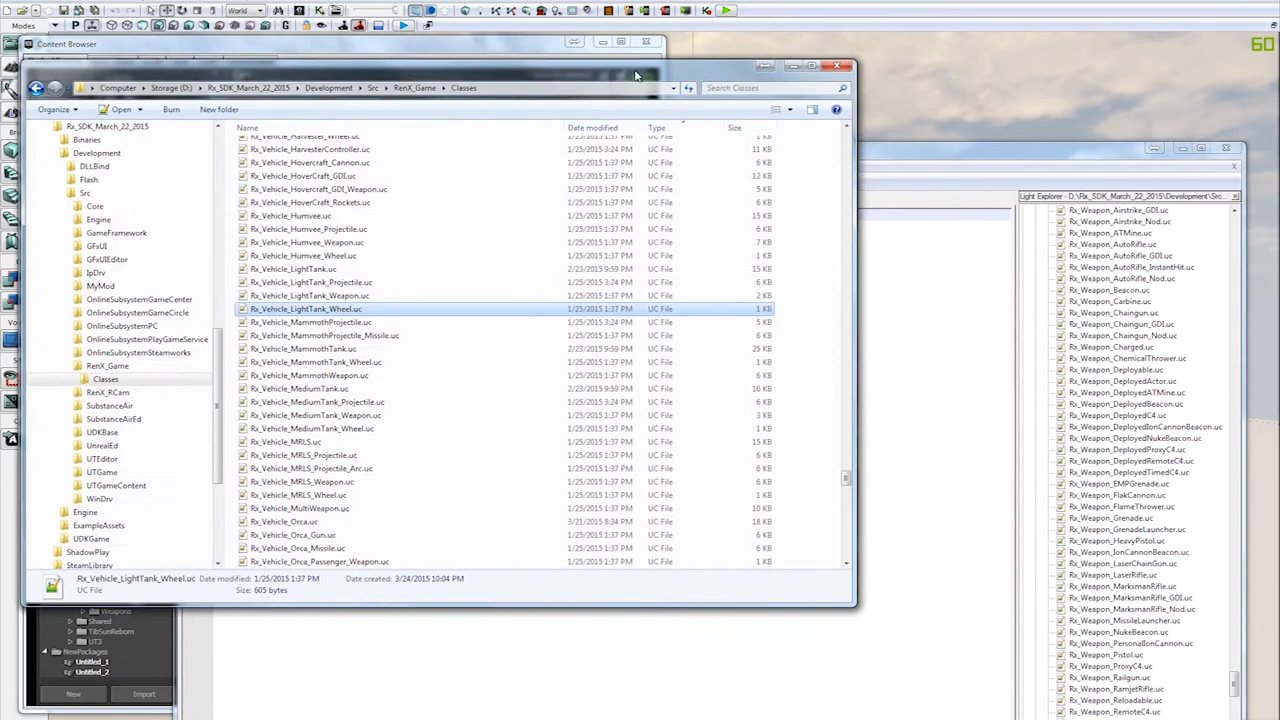 World
Modes
60
Content Browser
Computer Storage (D:) Rx_SDK_March_22_2015 Development Src RenX_Game Classes
Search Classes
Organize Open Burn New folder
Name Date modified Type Size
Rx_SDK_March_22_2015
Binaries
Development
DLLBind
Flash
Src
Core
Engine
GameFramework
GFxUI
GFxUIEditor
IpDrv
MyMod
OnlineSubsystemGameCenter
OnlineSubsystemGameCircle
OnlineSubsystemPC
OnlineSubsystemPlayGameService
OnlineSubsystemSteamworks
RenX_Game
Classes
RenX_RCam
SubstanceAir
SubstanceAirEd
UDKBase
UnrealEd
UTEditor
UTGame
UTGameContent
WinDrv
Engine
ExampleAssets
UDKGame
ShadowPlay
SteamLibrary
Rx_Vehicle_Harvester_Wheel.uc 1/25/2015 1:37 PM UC File 1 KB
Rx_Vehicle_HarvesterController.uc 1/25/2015 3:24 PM UC File 11 KB
Rx_Vehicle_Hovercraft_Cannon.uc 1/25/2015 1:37 PM UC File 6 KB
Rx_Vehicle_HoverCraft_GDI.uc 1/25/2015 1:37 PM UC File 12 KB
Rx_Vehicle_Hovercraft_GDI_Weapon.uc 1/25/2015 1:37 PM UC File 5 KB
Rx_Vehicle_HoverCraft_Rockets.uc 1/25/2015 1:37 PM UC File 6 KB
Rx_Vehicle_Humvee.uc 1/25/2015 1:37 PM UC File 15 KB
Rx_Vehicle_Humvee_Projectile.uc 1/25/2015 1:37 PM UC File 6 KB
Rx_Vehicle_Humvee_Weapon.uc 1/25/2015 1:37 PM UC File 7 KB
Rx_Vehicle_Humvee_Wheel.uc 1/25/2015 1:37 PM UC File 1 KB
Rx_Vehicle_LightTank.uc 2/23/2015 9:59 PM UC File 15 KB
Rx_Vehicle_LightTank_Projectile.uc 1/25/2015 3:24 PM UC File 6 KB
Rx_Vehicle_LightTank_Weapon.uc 1/25/2015 1:37 PM UC File 2 KB
Rx_Vehicle_LightTank_Wheel.uc 1/25/2015 1:37 PM UC File 1 KB
Rx_Vehicle_MammothProjectile.uc 1/25/2015 3:24 PM UC File 5 KB
Rx_Vehicle_MammothProjectile_Missile.uc 1/25/2015 3:24 PM UC File 6 KB
Rx_Vehicle_MammothTank.uc 2/23/2015 9:59 PM UC File 25 KB
Rx_Vehicle_MammothTank_Wheel.uc 1/25/2015 1:37 PM UC File 1 KB
Rx_Vehicle_MammothWeapon.uc 1/25/2015 1:37 PM UC File 6 KB
Rx_Vehicle_MediumTank.uc 2/23/2015 9:59 PM UC File 16 KB
Rx_Vehicle_MediumTank_Projectile.uc 1/25/2015 3:24 PM UC File 6 KB
Rx_Vehicle_MediumTank_Weapon.uc 1/25/2015 1:37 PM UC File 3 KB
Rx_Vehicle_MediumTank_Wheel.uc 1/25/2015 1:37 PM UC File 1 KB
Rx_Vehicle_MRLS.uc 1/25/2015 1:37 PM UC File 15 KB
Rx_Vehicle_MRLS_Projectile.uc 1/25/2015 1:37 PM UC File 6 KB
Rx_Vehicle_MRLS_Projectile_Arc.uc 1/25/2015 1:37 PM UC File 6 KB
Rx_Vehicle_MRLS_Weapon.uc 1/25/2015 1:37 PM UC File 6 KB
Rx_Vehicle_MRLS_Wheel.uc 1/25/2015 1:37 PM UC File 1 KB
Rx_Vehicle_MultiWeapon.uc 1/25/2015 1:37 PM UC File 10 KB
Rx_Vehicle_Orca.uc 3/21/2015 8:34 PM UC File 18 KB
Rx_Vehicle_Orca_Gun.uc 1/25/2015 1:37 PM UC File 6 KB
Rx_Vehicle_Orca_Missile.uc 1/25/2015 1:37 PM UC File 6 KB
Rx_Vehicle_Orca_Passenger_Weapon.uc 1/25/2015 1:37 PM UC File 6 KB
Rx_Vehicle_LightTank_Wheel.uc Date modified: 1/25/2015 1:37 PM Date created: 3/24/2015 10:04 PM
UC File Size: 605 bytes
Weapons
Shared
TibSunReborn
UT3
NewPackages
Untitled_1
Untitled_2
New Import
Light Explorer - D:\Rx_SDK_March_22_2015\Development\Src...
Rx_Weapon_Airstrike_GDI.uc
Rx_Weapon_Airstrike_Nod.uc
Rx_Weapon_ATMine.uc
Rx_Weapon_AutoRifle.uc
Rx_Weapon_AutoRifle_GDI.uc
Rx_Weapon_AutoRifle_InstantHit.uc
Rx_Weapon_AutoRifle_Nod.uc
Rx_Weapon_Beacon.uc
Rx_Weapon_Carbine.uc
Rx_Weapon_Chaingun.uc
Rx_Weapon_Chaingun_GDI.uc
Rx_Weapon_Chaingun_Nod.uc
Rx_Weapon_Charged.uc
Rx_Weapon_ChemicalThrower.uc
Rx_Weapon_Deployable.uc
Rx_Weapon_DeployedActor.uc
Rx_Weapon_DeployedATMine.uc
Rx_Weapon_DeployedBeacon.uc
Rx_Weapon_DeployedC4.uc
Rx_Weapon_DeployedIonCannonBeacon.uc
Rx_Weapon_DeployedNukeBeacon.uc
Rx_Weapon_DeployedProxyC4.uc
Rx_Weapon_DeployedRemoteC4.uc
Rx_Weapon_DeployedTimedC4.uc
Rx_Weapon_EMPGrenade.uc
Rx_Weapon_FlakCannon.uc
Rx_Weapon_FlameThrower.uc
Rx_Weapon_Grenade.uc
Rx_Weapon_GrenadeLauncher.uc
Rx_Weapon_HeavyPistol.uc
Rx_Weapon_IonCannonBeacon.uc
Rx_Weapon_LaserChainGun.uc
Rx_Weapon_LaserRifle.uc
Rx_Weapon_MarksmanRifle.uc
Rx_Weapon_MarksmanRifle_GDI.uc
Rx_Weapon_MarksmanRifle_Nod.uc
Rx_Weapon_MissileLauncher.uc
Rx_Weapon_NukeBeacon.uc
Rx_Weapon_PersonalIonCannon.uc
Rx_Weapon_Pistol.uc
Rx_Weapon_ProxyC4.uc
Rx_Weapon_Railgun.uc
Rx_Weapon_RamjetRifle.uc
Rx_Weapon_Reloadable.uc
Rx_Weapon_RemoteC4.uc